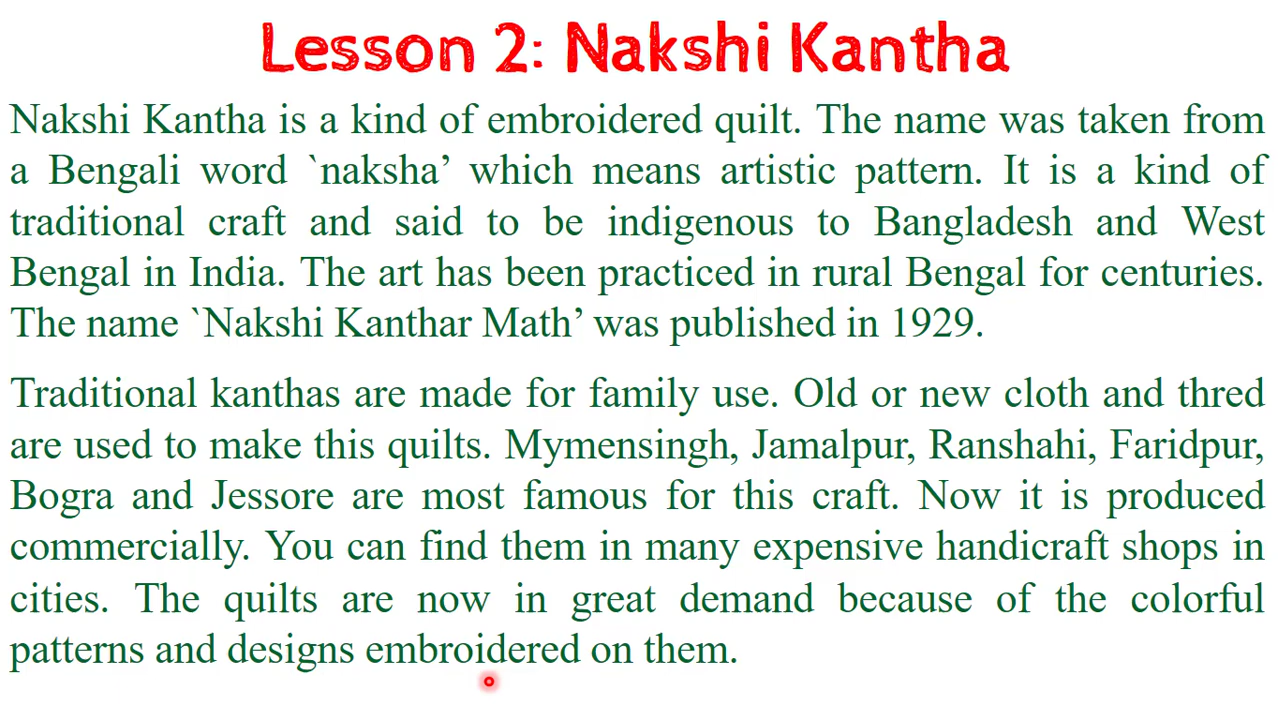 Lesson 2: Nakshi Kantha
Nakshi Kantha is a kind of embroidered quilt. The name was taken from
a Bengali word `naksha’ which means artistic pattern. It is a kind of
traditional craft and said to be indigenous to Bangladesh and West
Bengal in India. The art has been practiced in rural Bengal for centuries.
The name `Nakshi Kanthar Math’ was published in 1929.
Traditional kanthas are made for family use. Old or new cloth and thred
are used to make this quilts. Mymensingh, Jamalpur, Ranshahi, Faridpur,
Bogra and Jessore are most famous for this craft. Now it is produced
commercially. You can find them in many expensive handicraft shops in
cities. The quilts are now in great demand because of the colorful
patterns and designs embroidered on them.